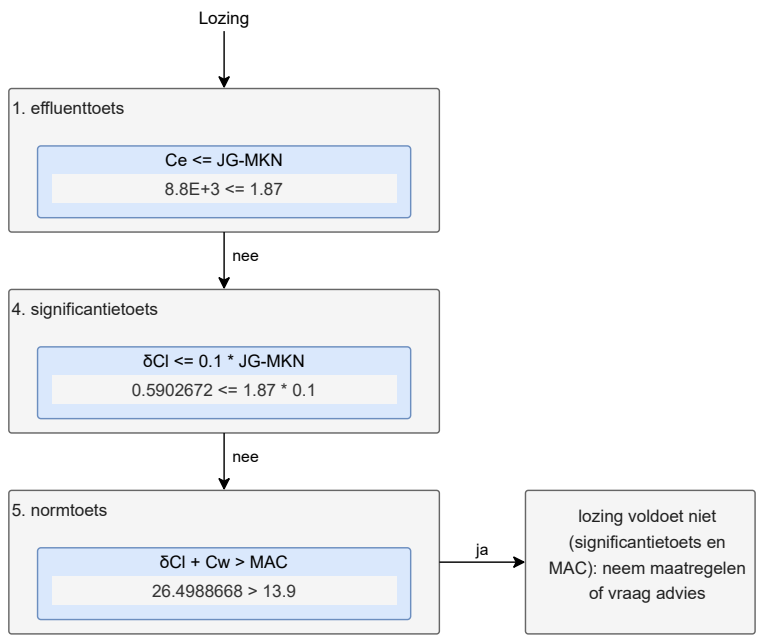 Lozing
1. effluenttoets
Ce <= JG-MKN
8.8E+3 <= 1.87
nee
4. significantietoets
δCl <= 0.1 * JG-MKN
0.5902672 <= 1.87 * 0.1
nee
5. normtoets
δCl + Cw > MAC
26.4988668 > 13.9
ja
lozing voldoet niet
(significantietoets en
MAC): neem maatregelen
of vraag advies